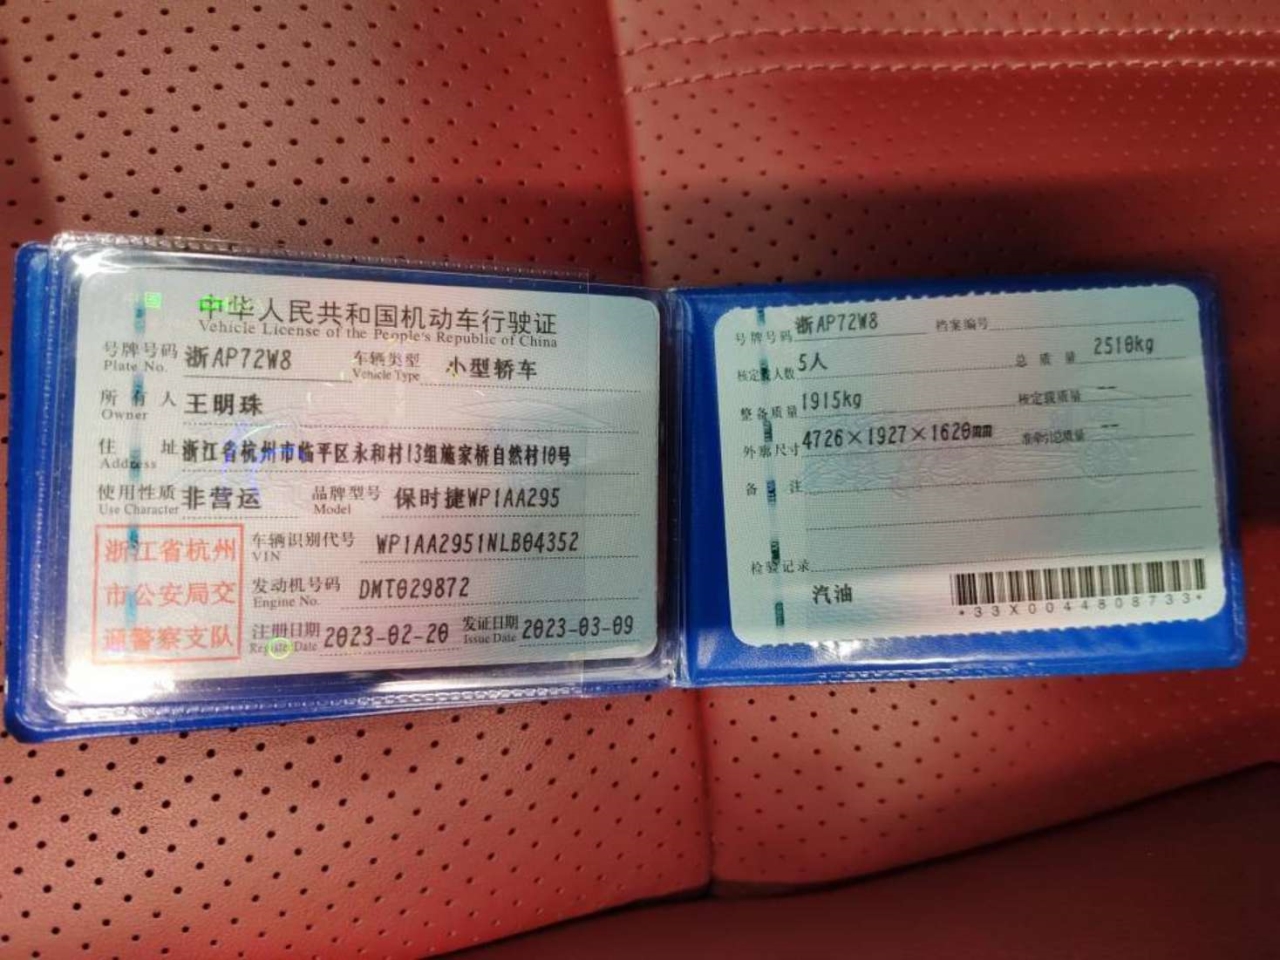 中华人民共和国机动车行驶证
Vehicle License of the People's Republic of China
号牌号码 浙AP72W8 车辆类型 小型轿车
Plate No. Vehicle Type
所有人 王明珠
Owner
住址 浙江省杭州市临平区永和村13组施家桥自然村10号
Address
使用性质 非营运 品牌型号 保时捷WP1AA295
Use Character Model
浙江省杭州
市公安局交
通警察支队
车辆识别代号 WP1AA2951NLB04352
VIN
发动机号码 DMT029872
Engine No.
注册日期 2023-02-20 发证日期 2023-03-09
Register Date Issue Date
号牌号码 浙AP72W8 档案编号
核定载人数 5人 总质量 2510kg
整备质量 1915kg 核定载质量 --
外廓尺寸 4726×1927×1620mm 准牵引总质量 --
备注
检验记录
汽油
*33X0044808733*